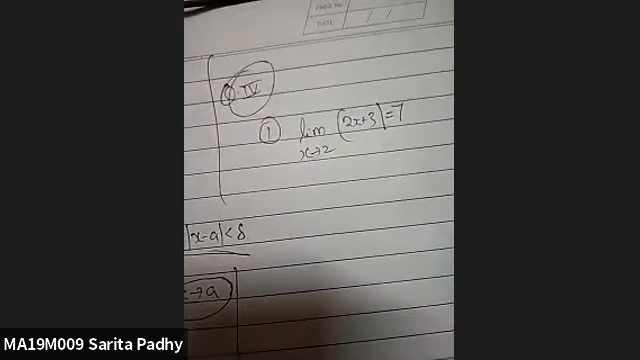 PAGE NO.
DATE / /
Q. IV
① lim (2x+3) = 7
x→2
|x-a| < δ
x→a
MA19M009 Sarita Padhy